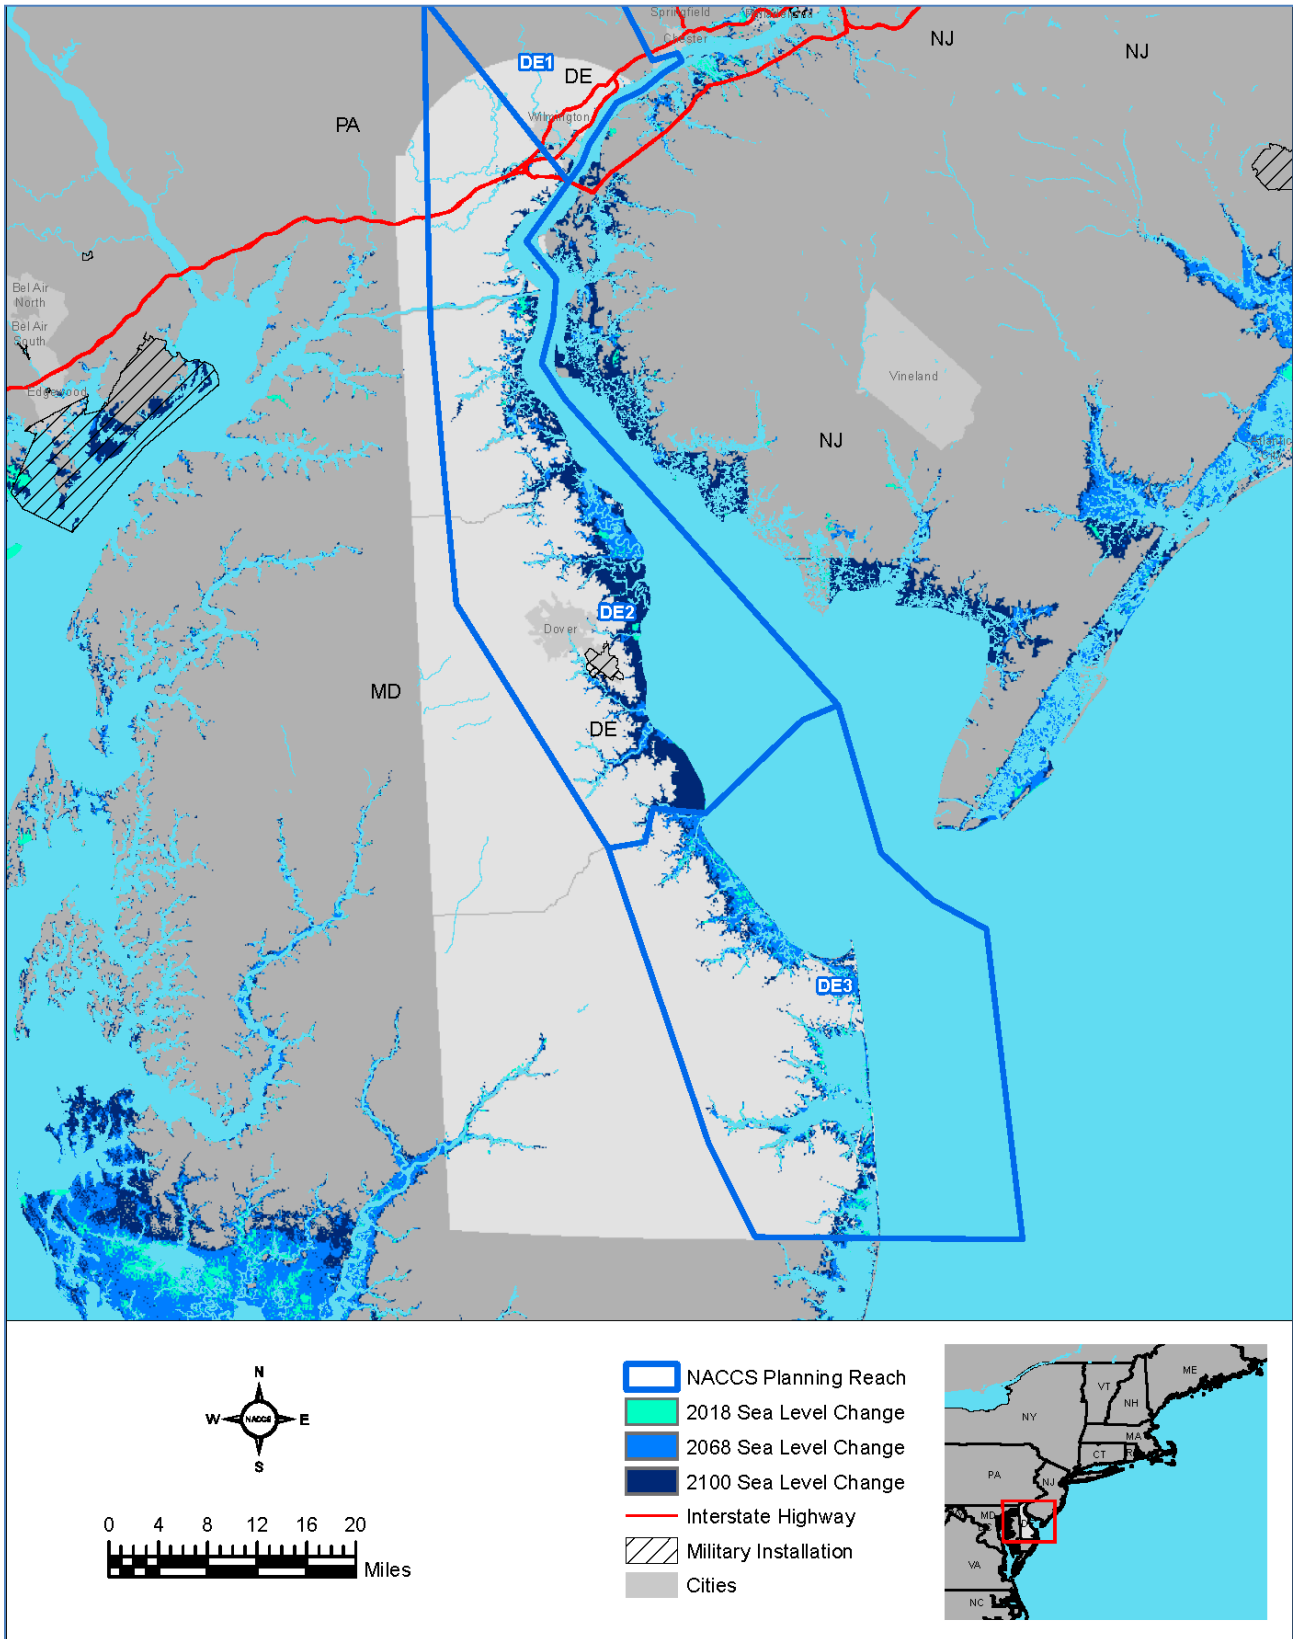 Springfield
Chester
NJ
NJ
DE1
DE
Wilmington
PA
Bel Air
North
Bel Air
South
Edgewood
Vineland
NJ
Atlantic
DE2
Dover
MD
DE
DE3
N
W
NACCS
E
S
0 4 8 12 16 20
Miles
NACCS Planning Reach
2018 Sea Level Change
2068 Sea Level Change
2100 Sea Level Change
Interstate Highway
Military Installation
Cities
ME
VT
NH
NY
MA
CT
PA
NJ
MD
VA
NC